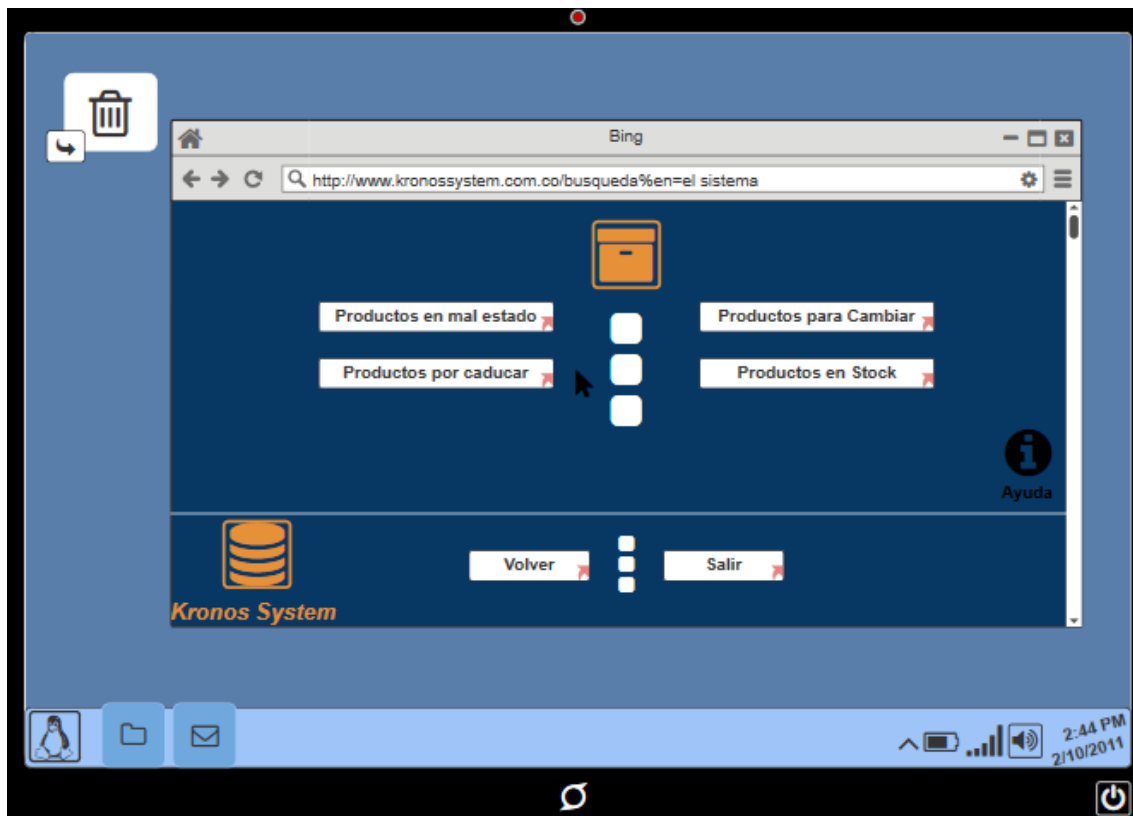 Bing
http://www.kronossystem.com.co/busqueda%en=el sistema
Productos en mal estado
Productos para Cambiar
Productos por caducar
Productos en Stock
Ayuda
Volver
Salir
Kronos System
2:44 PM
2/10/2011